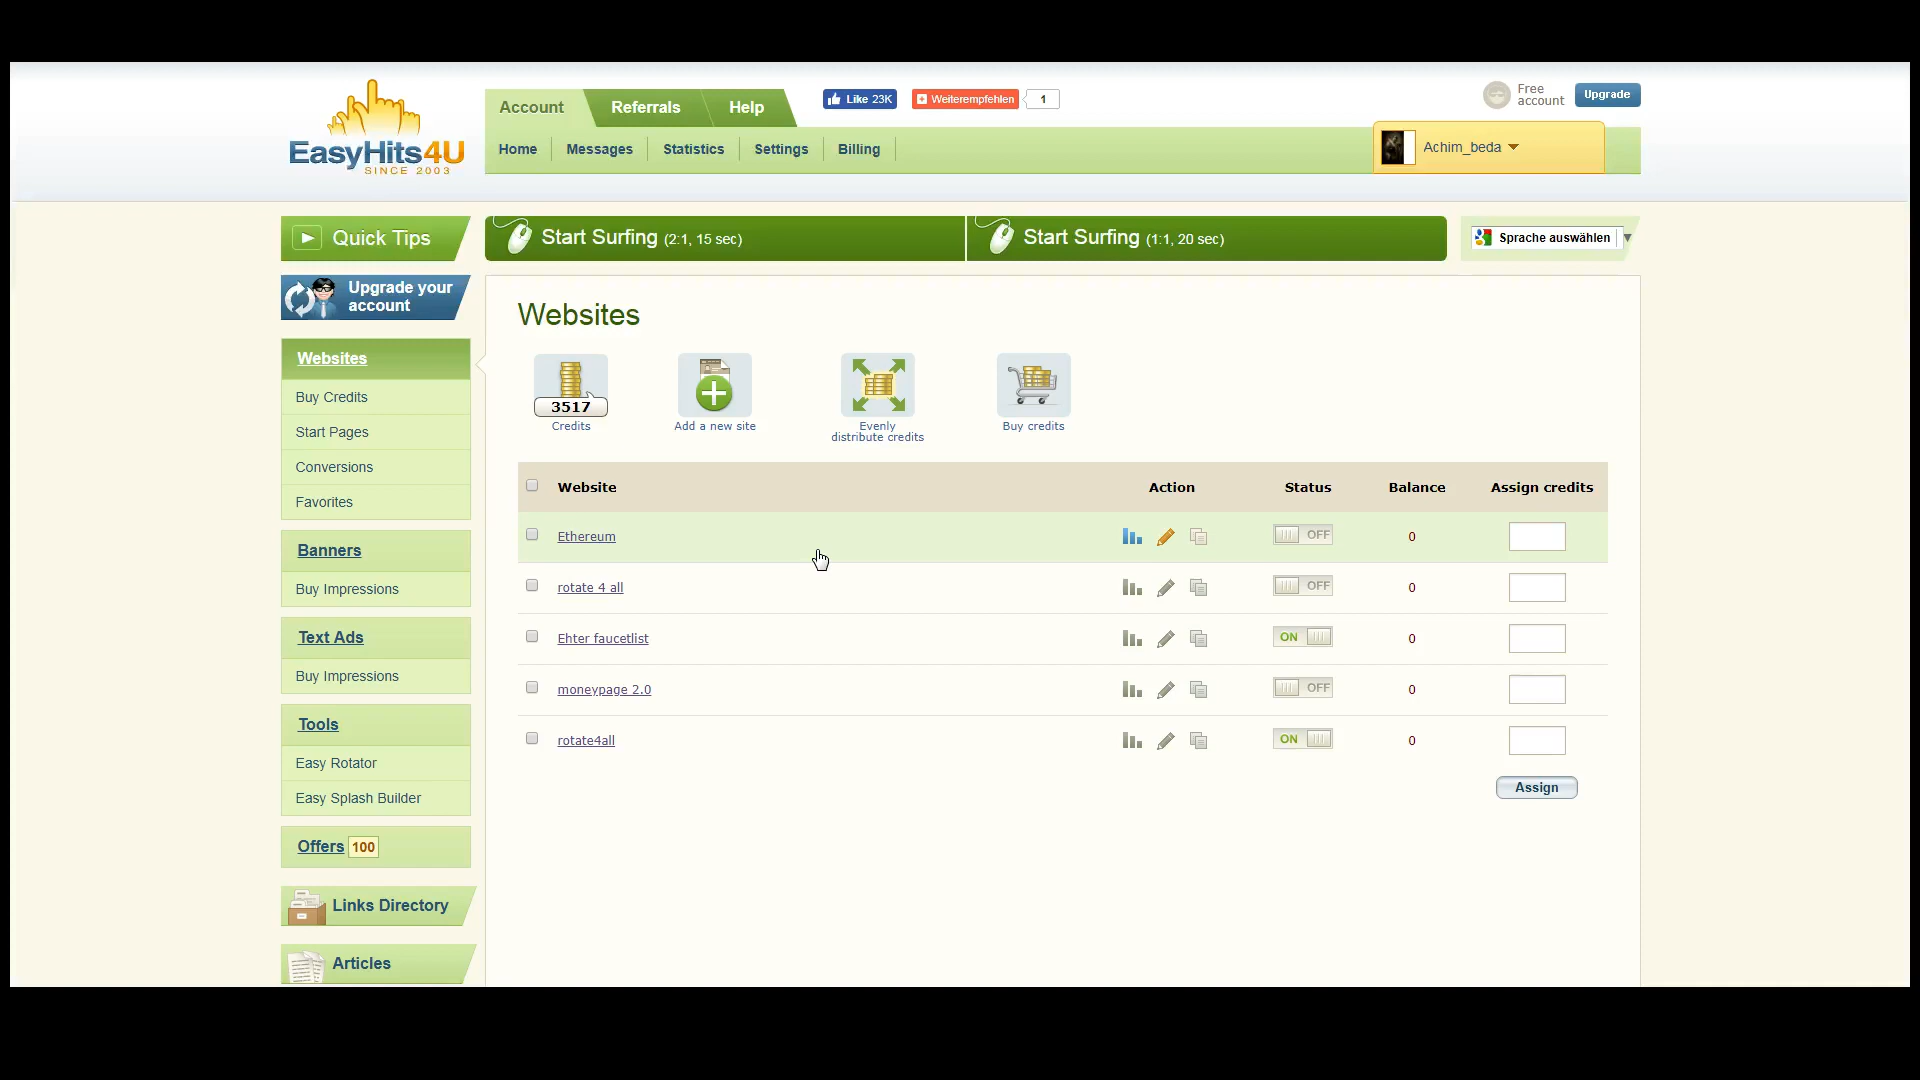 EasyHits4U
SINCE 2003
Account
Referrals
Help
Like 23K
Weiterempfehlen
1
Free account
Upgrade
Home
Messages
Statistics
Settings
Billing
Achim_beda
Quick Tips
Start Surfing (2:1, 15 sec)
Start Surfing (1:1, 20 sec)
Sprache auswählen
Upgrade your
account
Websites
Buy Credits
Start Pages
Conversions
Favorites
Banners
Buy Impressions
Text Ads
Buy Impressions
Tools
Easy Rotator
Easy Splash Builder
Offers 100
Links Directory
Articles
Websites
3517
Credits
Add a new site
Evenly
distribute credits
Buy credits
Website Action Status Balance Assign credits
Ethereum OFF 0
rotate 4 all OFF 0
Ehter faucetlist ON 0
moneypage 2.0 OFF 0
rotate4all ON 0
Assign